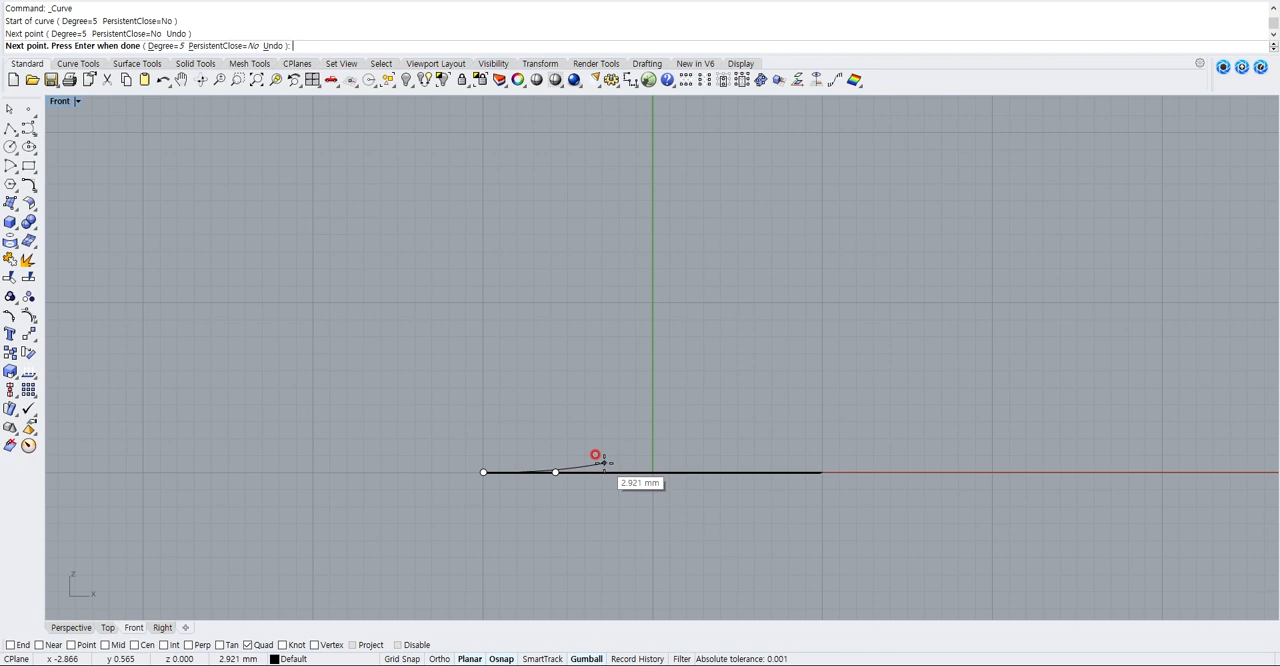 Command: _Curve
Start of curve ( Degree=5 PersistentClose=No )
Next point ( Degree=5 PersistentClose=No Undo )
Next point. Press Enter when done ( Degree=5 PersistentClose=No Undo ):
Standard Curve Tools Surface Tools Solid Tools Mesh Tools CPlanes Set View Select Viewport Layout Visibility Transform Render Tools Drafting New in V6 Display
Front
2.921 mm
z
x
Perspective Top Front Right
End Near Point Mid Cen Int Perp Tan Quad Knot Vertex Project Disable
CPlane x -2.866 y 0.565 z 0.000 2.921 mm Default Grid Snap Ortho Planar Osnap SmartTrack Gumball Record History Filter Absolute tolerance: 0.001